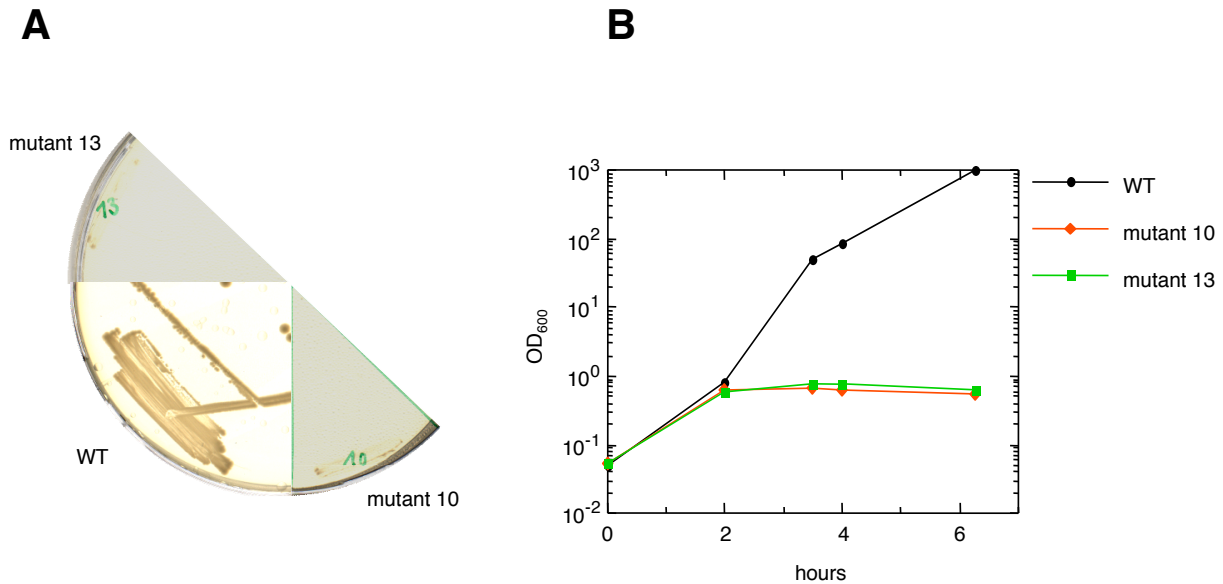 A
B
mutant 13
13
WT
10
mutant 10
10³
10²
10¹
10⁰
10⁻¹
10⁻²
OD₆₀₀
0
2
4
6
hours
WT
mutant 10
mutant 13